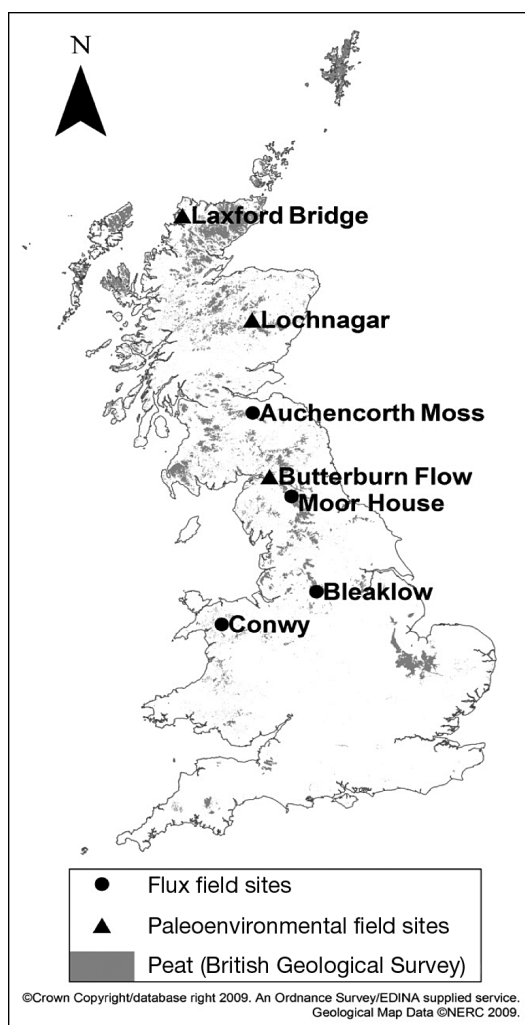 N
Laxford Bridge
Lochnagar
Auchencorth Moss
Butterburn Flow
Moor House
Bleaklow
Conwy
Flux field sites
Paleoenvironmental field sites
Peat (British Geological Survey)
©Crown Copyright/database right 2009. An Ordnance Survey/EDINA supplied service.
Geological Map Data ©NERC 2009.